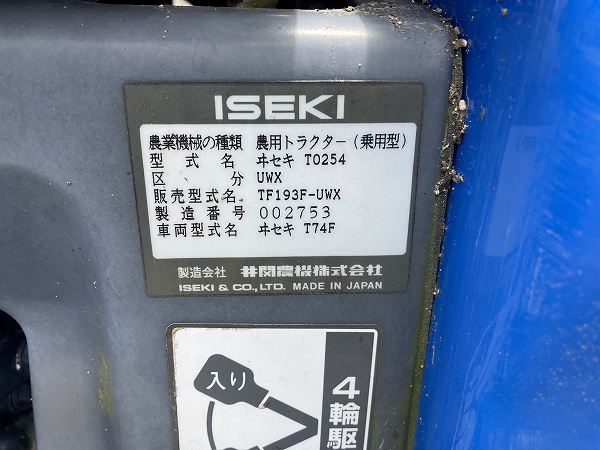 ISEKI
農業機械の種類 農用トラクター(乗用型)
型式名 ヰセキ TO254
区分 UWX
販売型式名. TF193F-UWX
製造番号 002753
車両型式名 ヰセキ T74F
製造会社 井関農機株式会社
ISEKI & CO., LTD. MADE IN JAPAN
入り
4輪駆